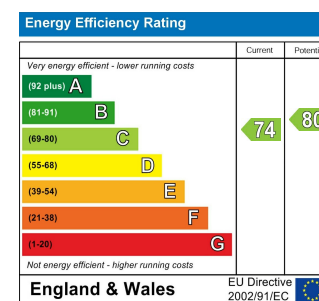 Energy Efficiency Rating
Current Potenti
Very energy efficient - lower running costs
(92 plus) A
(81-91) B
(69-80) C
(55-68) D
(39-54) E
(21-38) F
(1-20) G
74
80
Not energy efficient - higher running costs
England & Wales
EU Directive
2002/91/EC